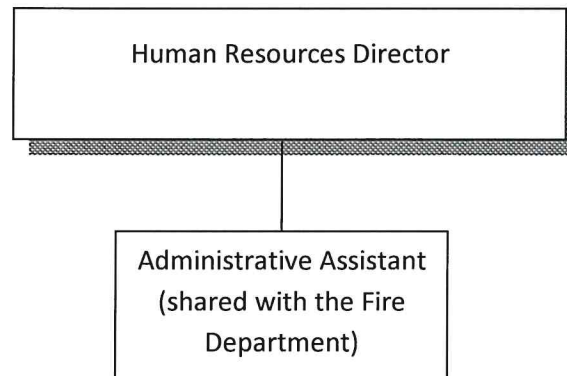 Human Resources Director
Administrative Assistant
(shared with the Fire
Department)